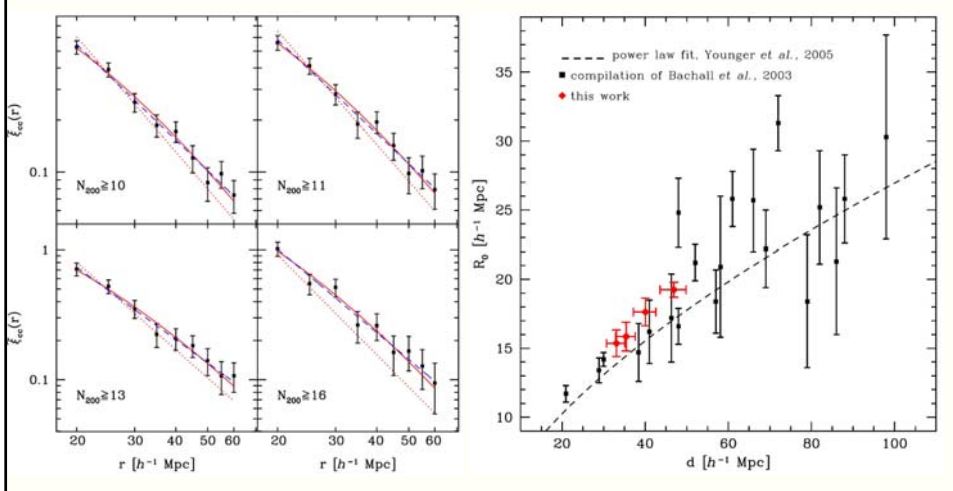 ξcc(r)
0.1
N200≧10
N200≧11
ξcc(r)
1
0.1
N200≧13
N200≧16
20 30 40 50 60 20 30 40 50 60
r [h⁻¹ Mpc] r [h⁻¹ Mpc]
power law fit, Younger et al., 2005
compilation of Bachall et al., 2003
this work
R0 [h⁻¹ Mpc]
35
30
25
20
15
10
20 40 60 80 100
d [h⁻¹ Mpc]